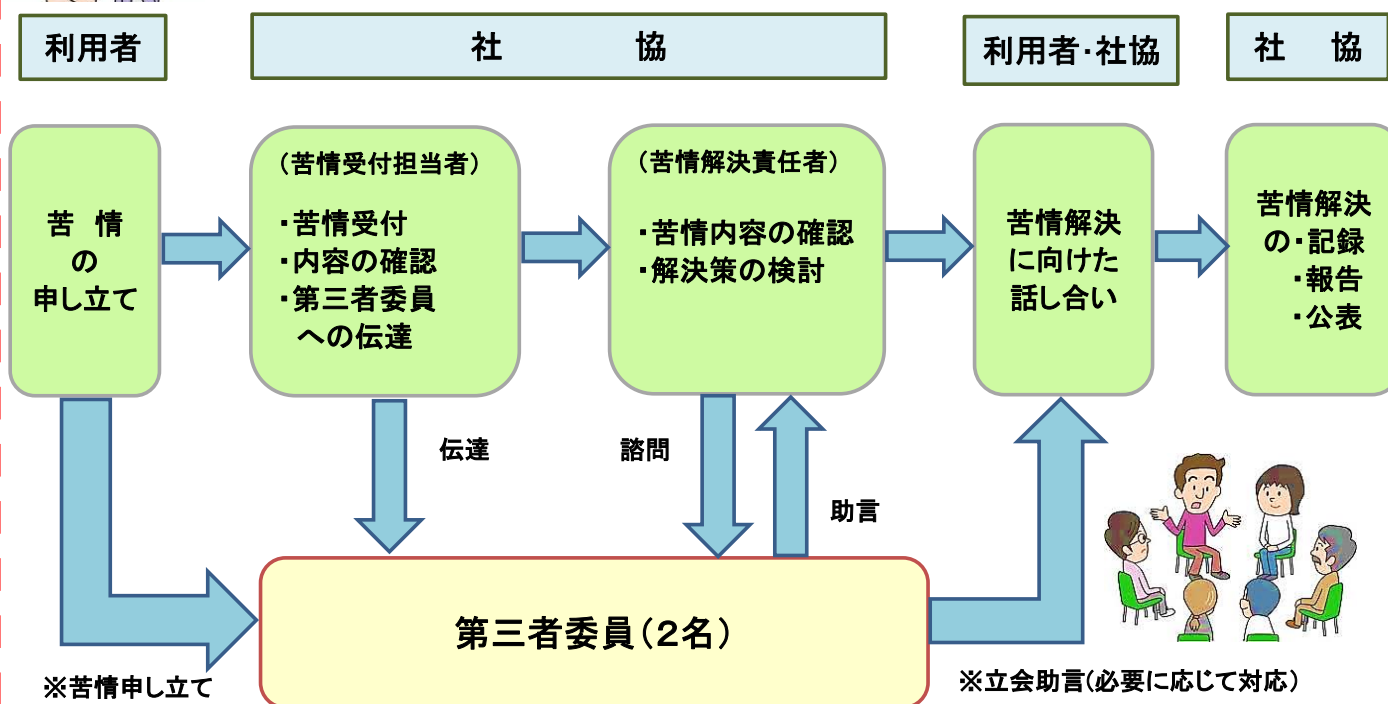 利用者
社 協
利用者・社協
社 協
苦 情
の
申し立て
（苦情受付担当者）
・苦情受付
・内容の確認
・第三者委員
への伝達
（苦情解決責任者）
・苦情内容の確認
・解決策の検討
苦情解決
に向けた
話し合い
苦情解決
の・記録
・報告
・公表
伝達
諮問
助言
第三者委員（２名）
※苦情申し立て
※立会助言(必要に応じて対応）